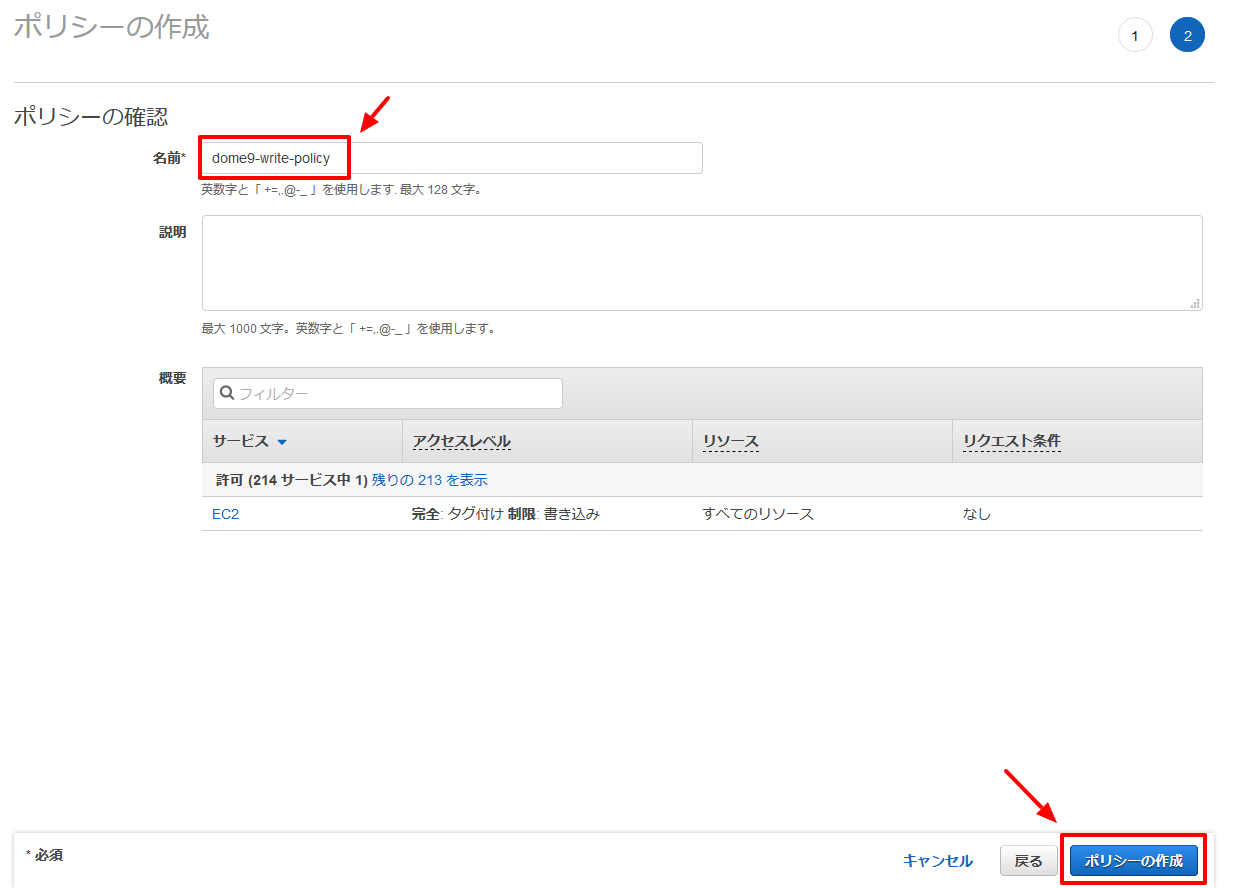 ポリシーの作成
1
2
ポリシーの確認
名前*
dome9-write-policy
英数字と「 +=,.@-_ 」を使用します. 最大 128 文字。
説明
最大 1000 文字。英数字と「 +=,.@-_ 」を使用します。
概要
フィルター
サービス アクセスレベル リソース リクエスト条件
許可 (214 サービス中 1) 残りの 213 を表示
EC2 完全: タグ付け 制限: 書き込み すべてのリソース なし
* 必須
キャンセル 戻る ポリシーの作成